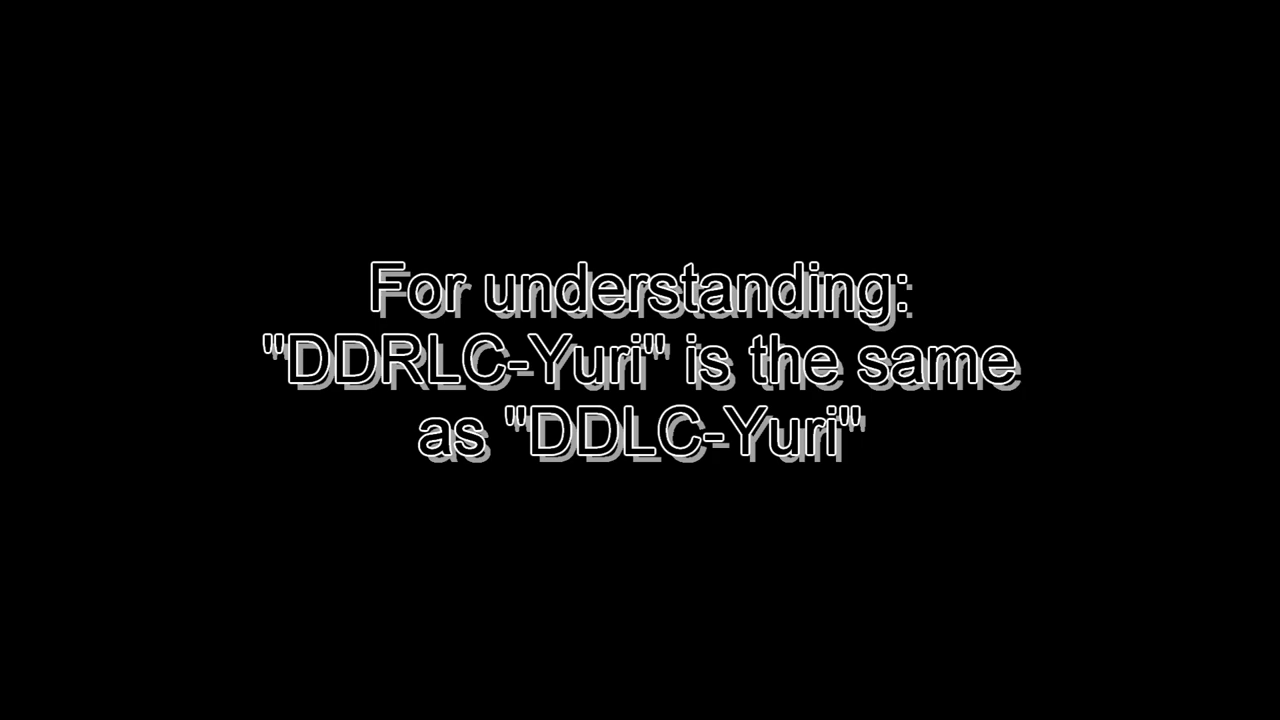 For understanding:
"DDRLC-Yuri" is the same
as "DDLC-Yuri"